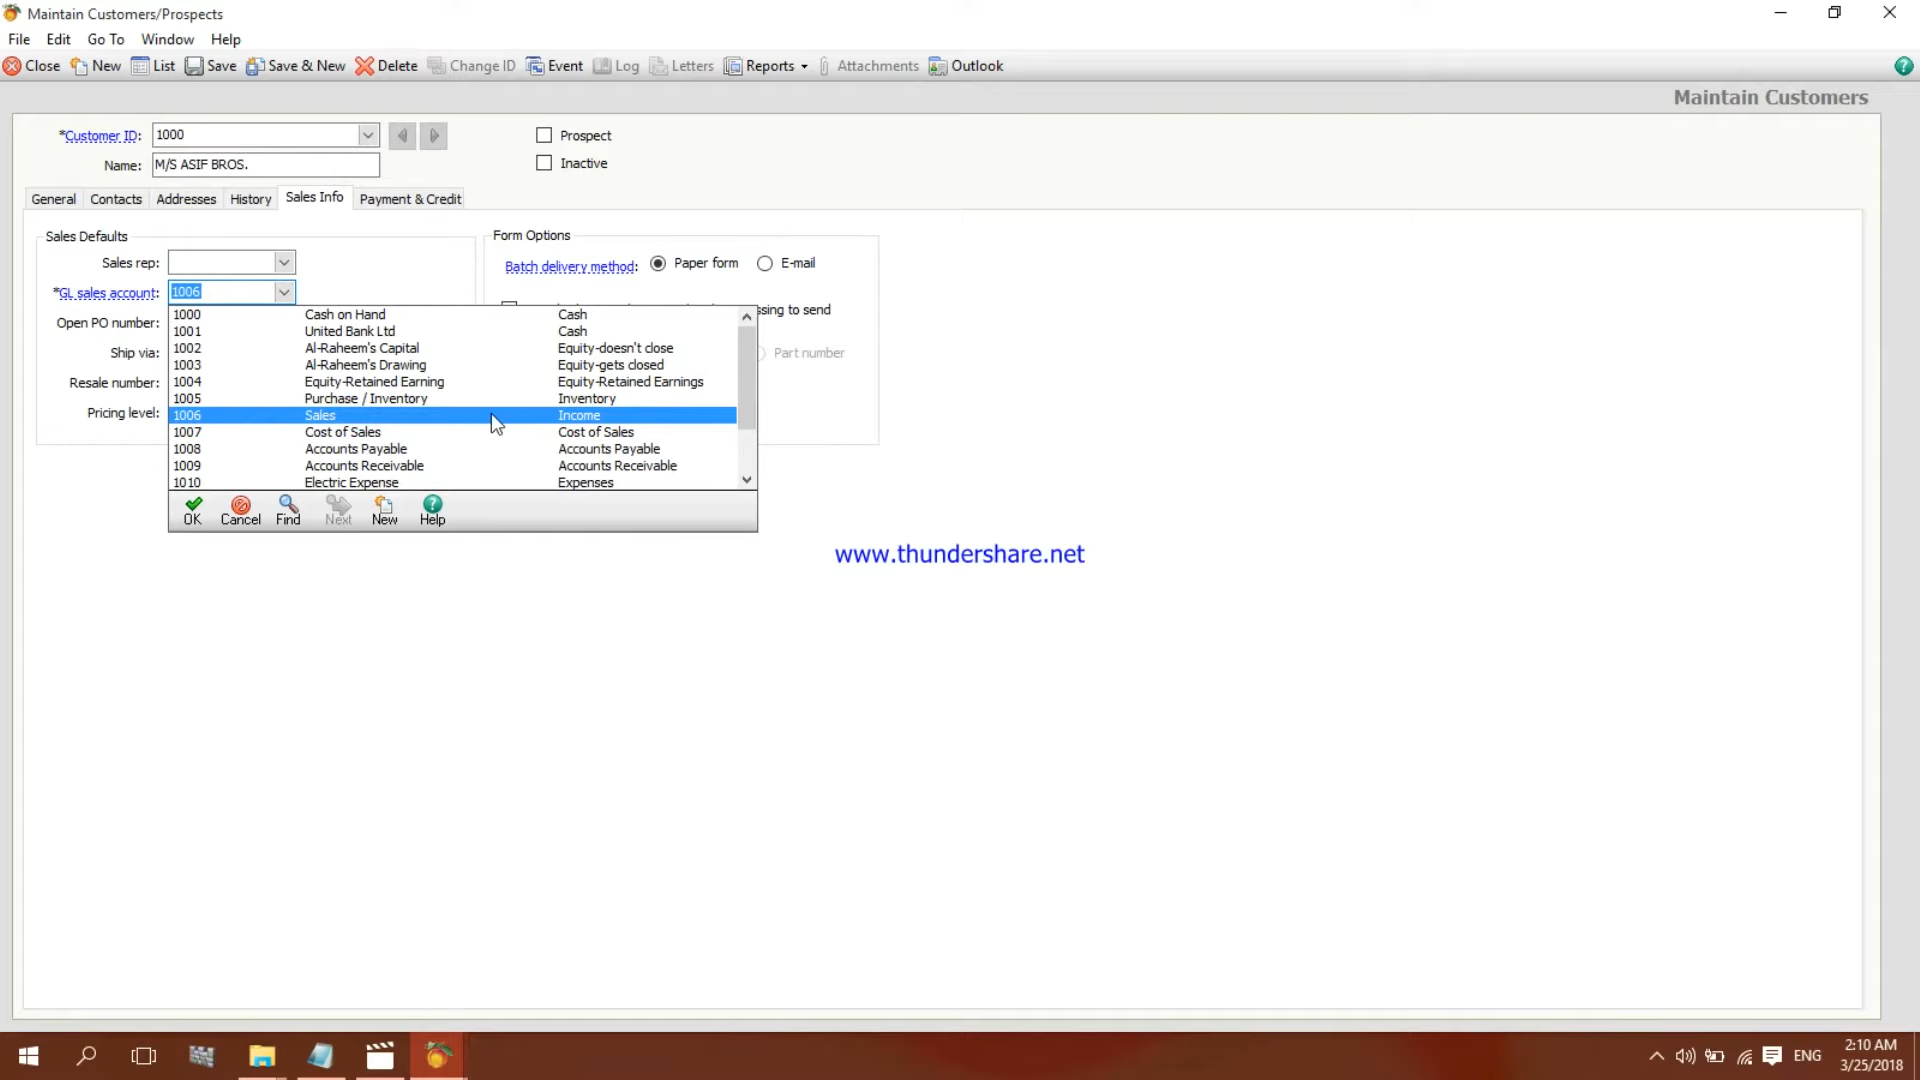 Maintain Customers/Prospects
File Edit Go To Window Help
Close New List Save Save & New Delete Change ID Event Log Letters Reports Attachments Outlook ?
Maintain Customers
*Customer ID: 1000 Prospect
Name: M/S ASIF BROS. Inactive
General Contacts Addresses History Sales Info Payment & Credit
Sales Defaults Form Options
Sales rep: Batch delivery method: Paper form E-mail
*GL sales account: 1006
Open PO number: ssing to send
Ship via: Part number
Resale number:
Pricing level:
1000 Cash on Hand Cash
1001 United Bank Ltd Cash
1002 Al-Raheem's Capital Equity-doesn't close
1003 Al-Raheem's Drawing Equity-gets closed
1004 Equity-Retained Earning Equity-Retained Earnings
1005 Purchase / Inventory Inventory
1006 Sales Income
1007 Cost of Sales Cost of Sales
1008 Accounts Payable Accounts Payable
1009 Accounts Receivable Accounts Receivable
1010 Electric Expense Expenses
OK Cancel Find Next New Help
www.thundershare.net
ENG 2:10 AM
3/25/2018